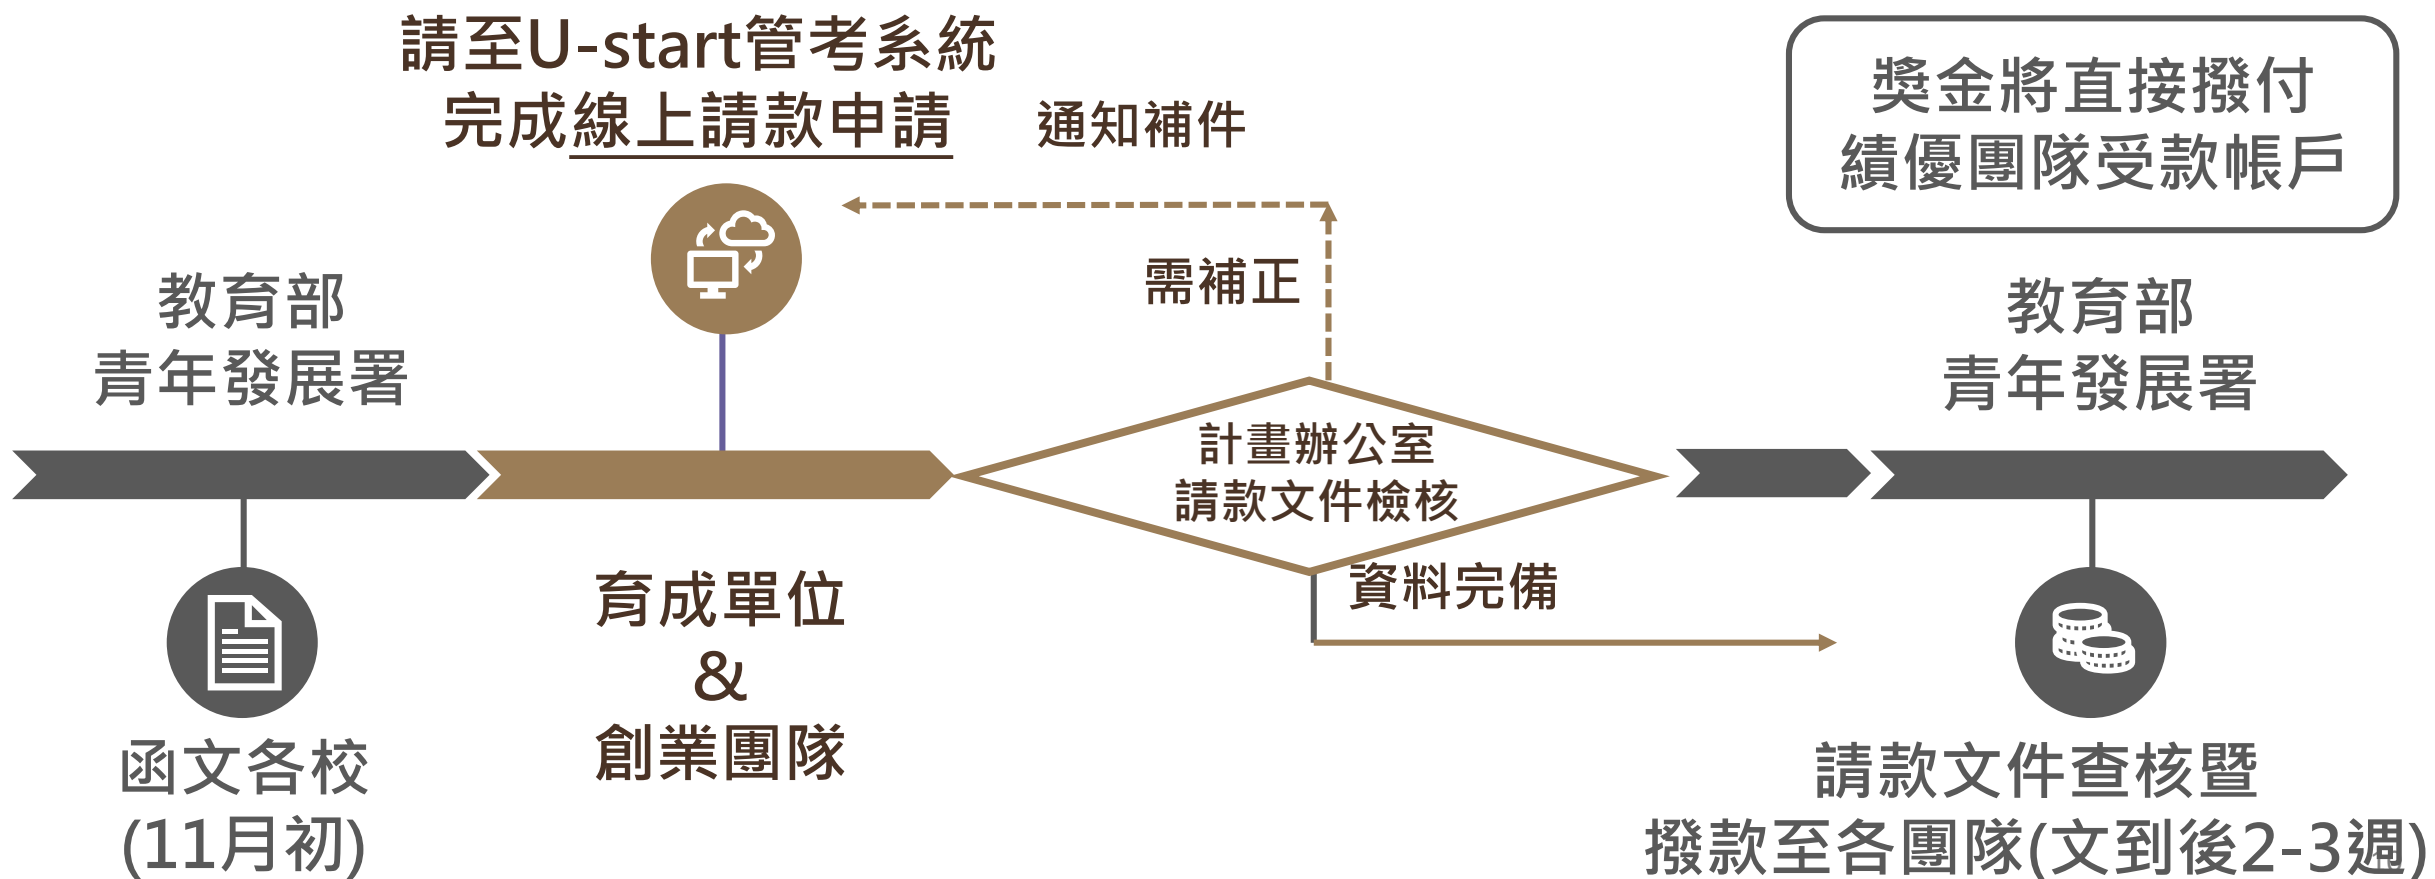 請至U-start管考系統
完成線上請款申請
通知補件
獎金將直接撥付
績優團隊受款帳戶
需補正
教育部
青年發展署
教育部
青年發展署
計畫辦公室
請款文件檢核
資料完備
育成單位
&
創業團隊
函文各校
(11月初)
請款文件查核暨
撥款至各團隊(文到後2-3週)